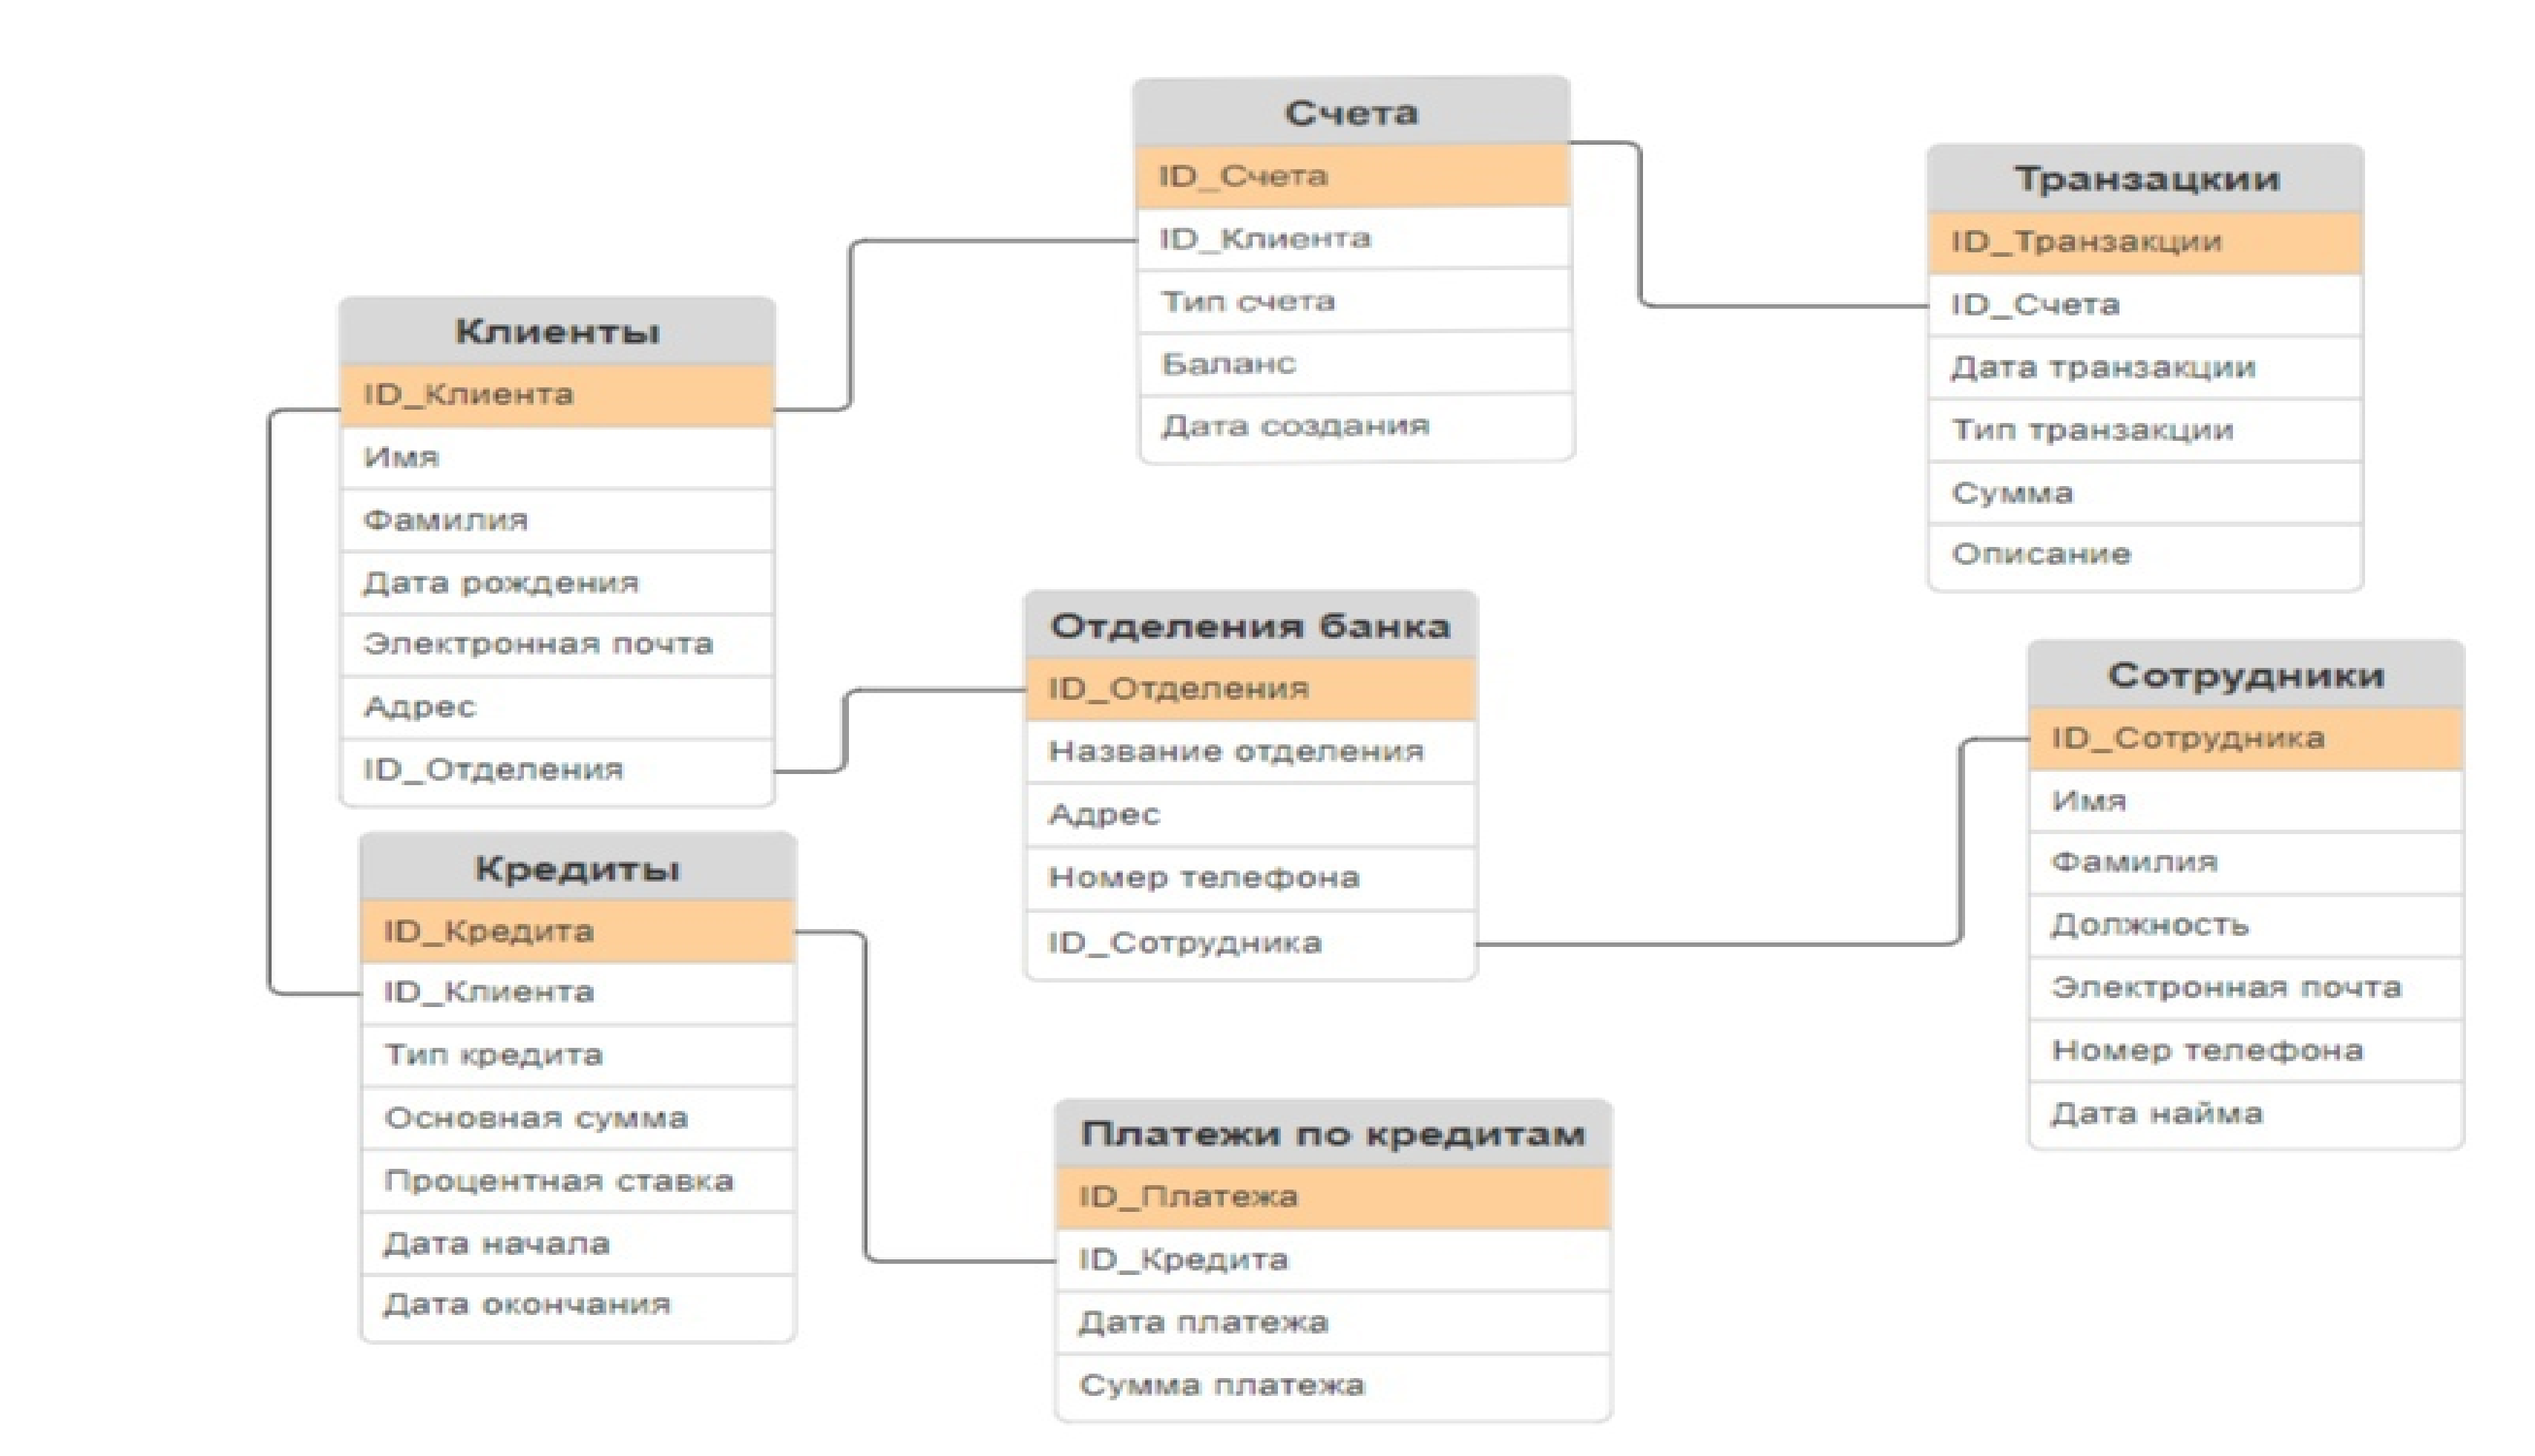 Счета
ID_Счета
ID_Клиента
Тип счета
Баланс
Дата создания
Транзацкии
ID_Транзакции
ID_Счета
Дата транзакции
Тип транзакции
Сумма
Описание
Клиенты
ID_Клиента
Имя
Фамилия
Дата рождения
Электронная почта
Адрес
ID_Отделения
Отделения банка
ID_Отделения
Название отделения
Адрес
Номер телефона
ID_Сотрудника
Сотрудники
ID_Сотрудника
Имя
Фамилия
Должность
Электронная почта
Номер телефона
Дата найма
Кредиты
ID_Кредита
ID_Клиента
Тип кредита
Основная сумма
Процентная ставка
Дата начала
Дата окончания
Платежи по кредитам
ID_Платежа
ID_Кредита
Дата платежа
Сумма платежа